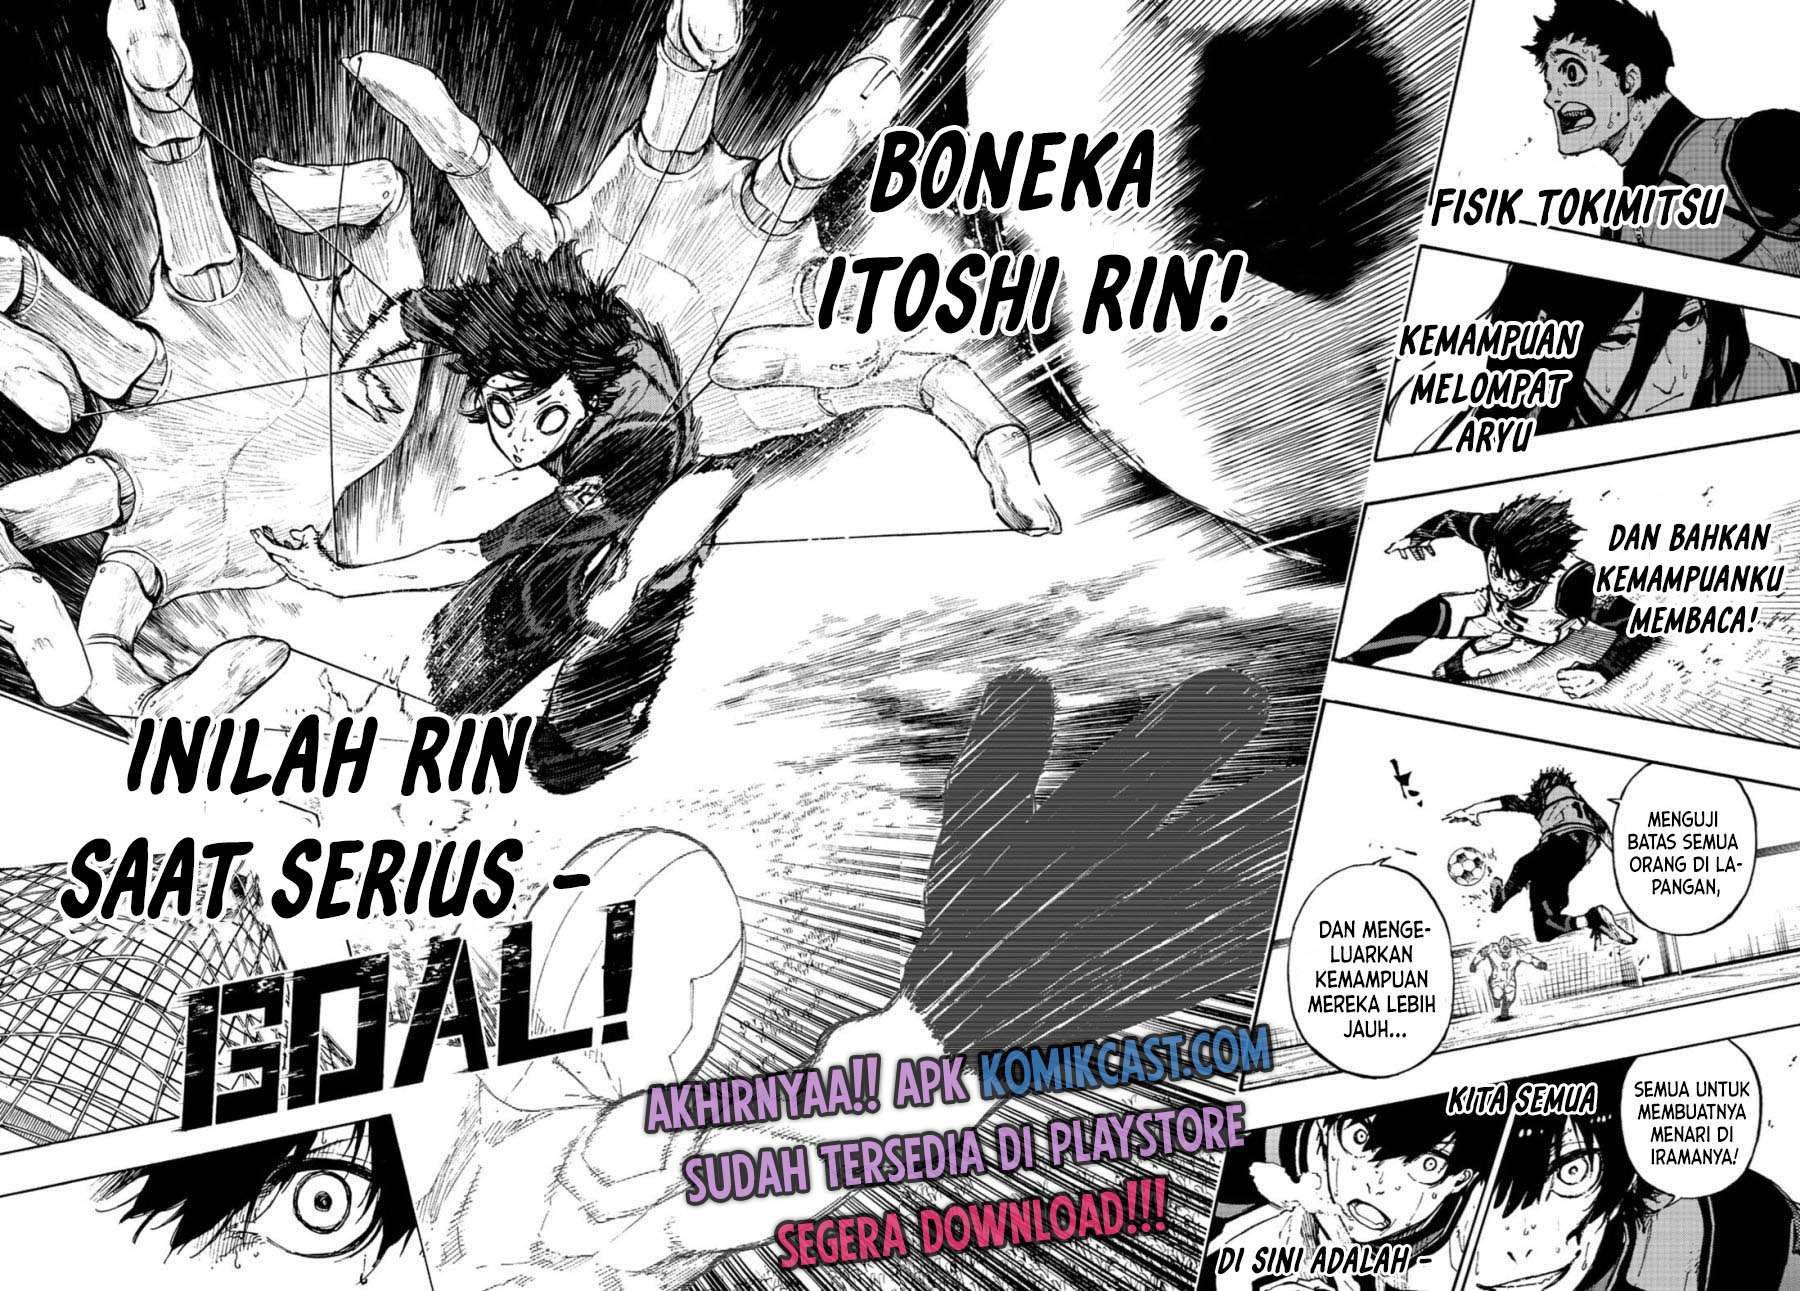 FISIK TOKIMITSU
KEMAMPUAN
MELOMPAT
ARYU
DAN BAHKAN
KEMAMPUANKU
MEMBACA!
MENGUJI
BATAS SEMUA
ORANG DI LA-
PANGAN,
DAN MENGE-
LUARKAN
KEMAMPUAN
MEREKA LEBIH
JAUH...
SEMUA UNTUK
MEMBUATNYA
MENARI DI
IRAMANYA!
KITA SEMUA
DI SINI ADALAH -
BONEKA
ITOSHI RIN!
INILAH RIN
SAAT SERIUS -
GOAL!
AKHIRNYAA!! APK KOMIKCAST.COM
SUDAH TERSEDIA DI PLAYSTORE
SEGERA DOWNLOAD!!!